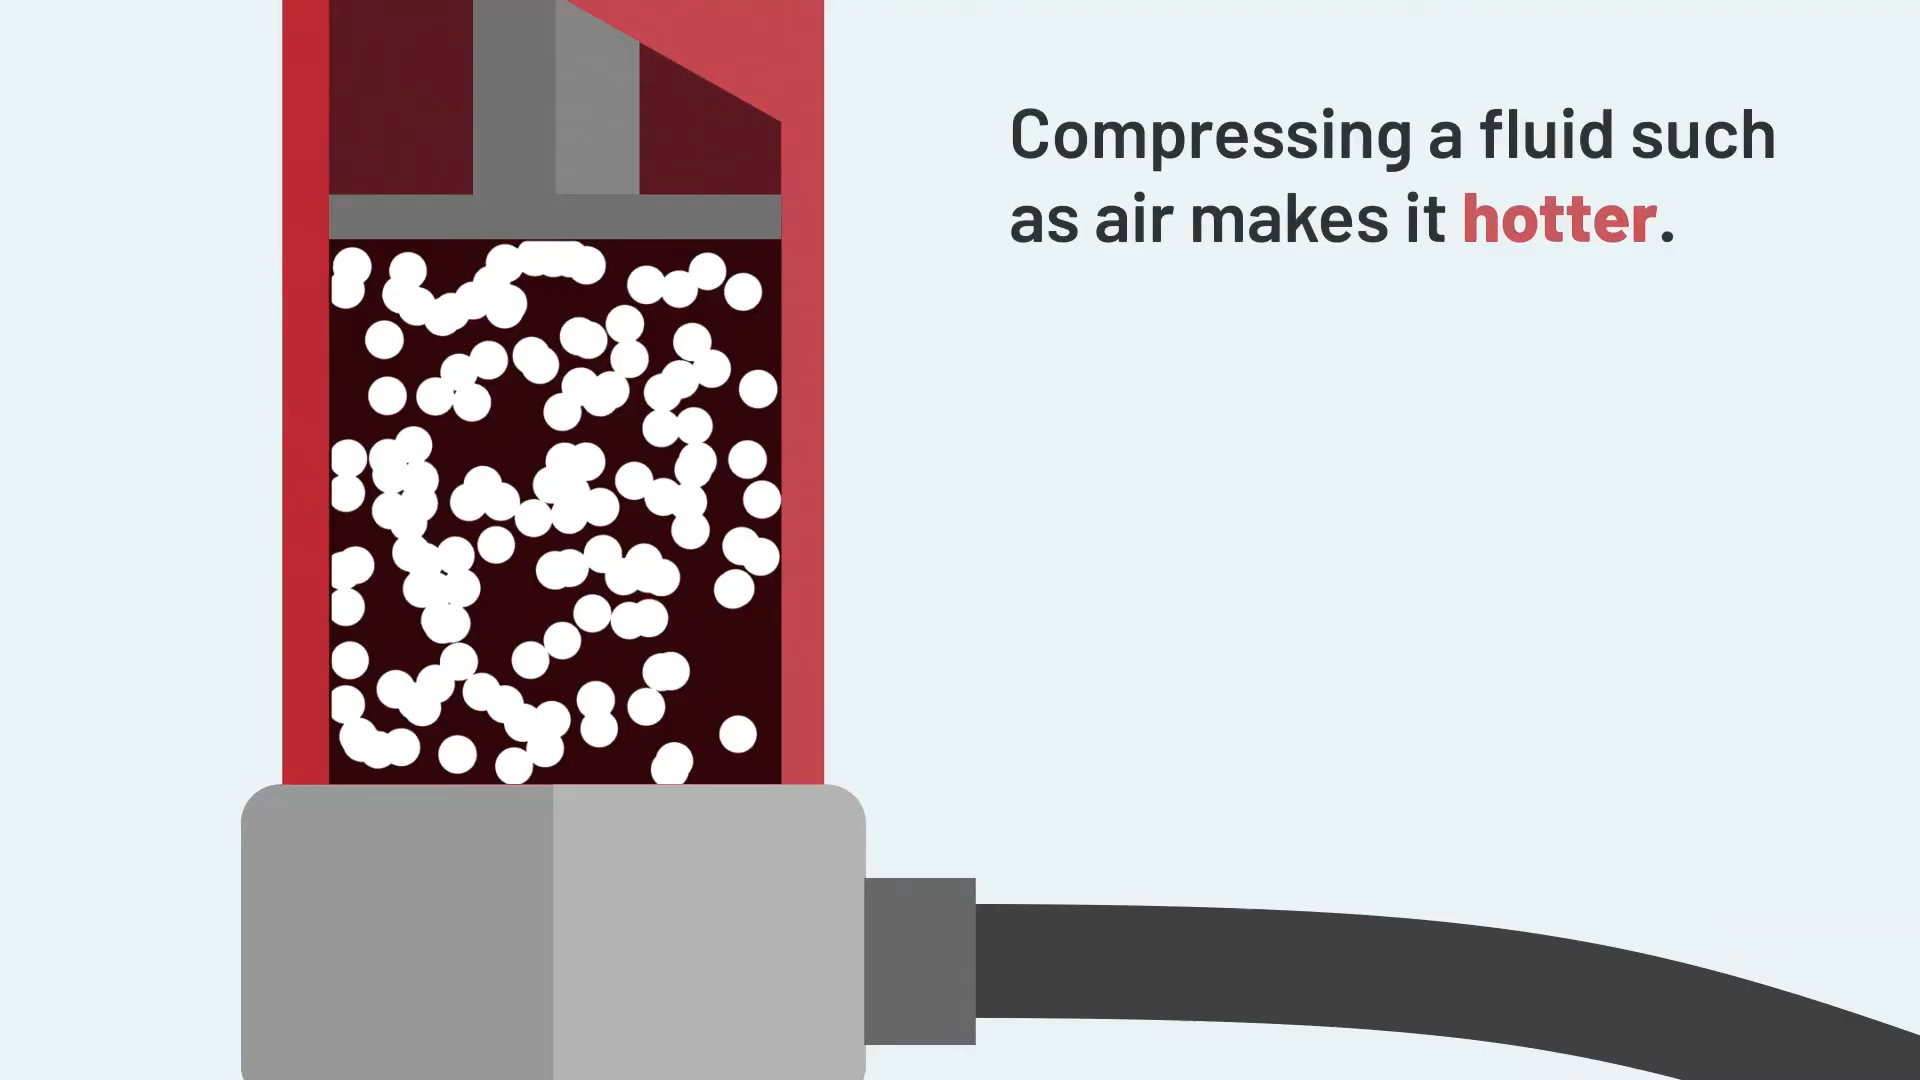 Compressing a fluid such
as air makes it hotter.